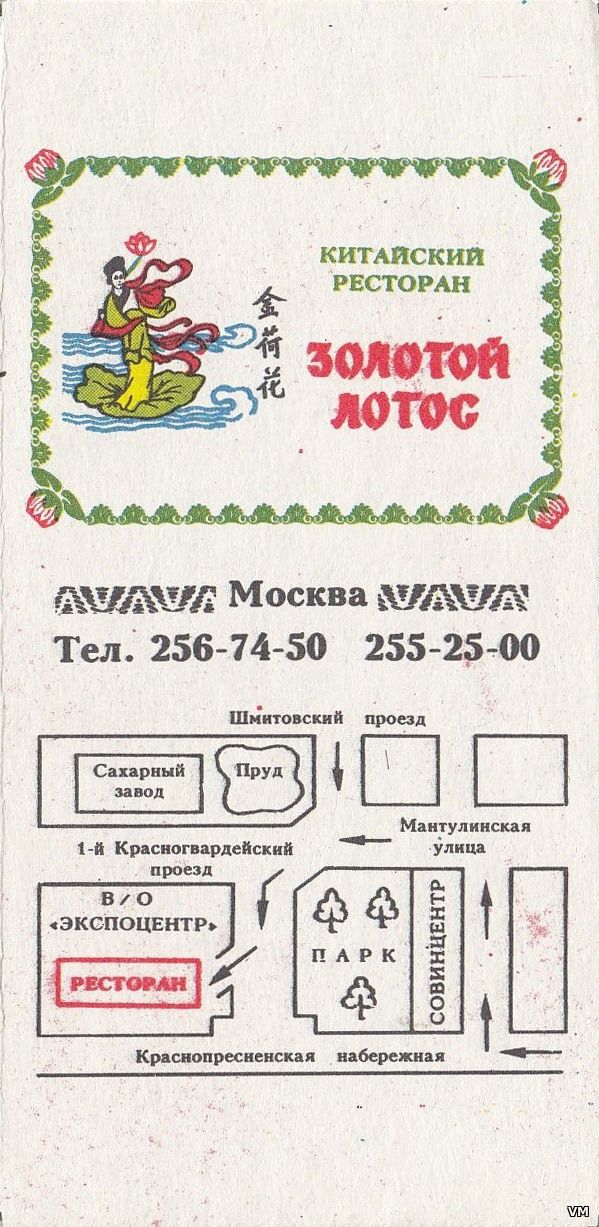 КИТАЙСКИЙ
РЕСТОРАН
金荷花
ЗОЛОТОЙ
ЛОТОС
Москва
Тел. 256-74-50 255-25-00
Шмитовский проезд
Сахарный
завод
Пруд
Мантулинская
улица
1-й Красногвардейский
проезд
В/О
«ЭКСПОЦЕНТР»
РЕСТОРАН
ПАРК
СОВИНЦЕНТР
Краснопресненская набережная
VM